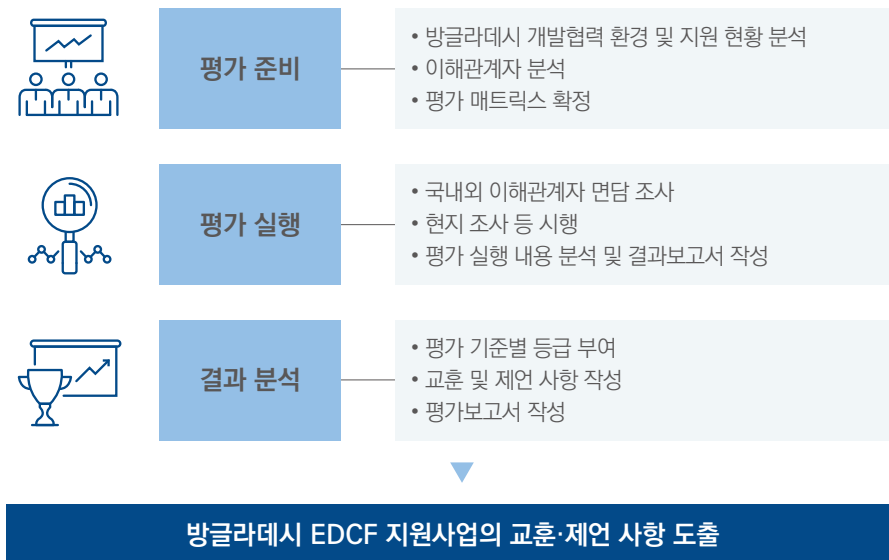 평가 준비
• 방글라데시 개발협력 환경 및 지원 현황 분석
• 이해관계자 분석
• 평가 매트릭스 확정
평가 실행
• 국내외 이해관계자 면담 조사
• 현지 조사 등 시행
• 평가 실행 내용 분석 및 결과보고서 작성
결과 분석
• 평가 기준별 등급 부여
• 교훈 및 제언 사항 작성
• 평가보고서 작성
방글라데시 EDCF 지원사업의 교훈·제언 사항 도출